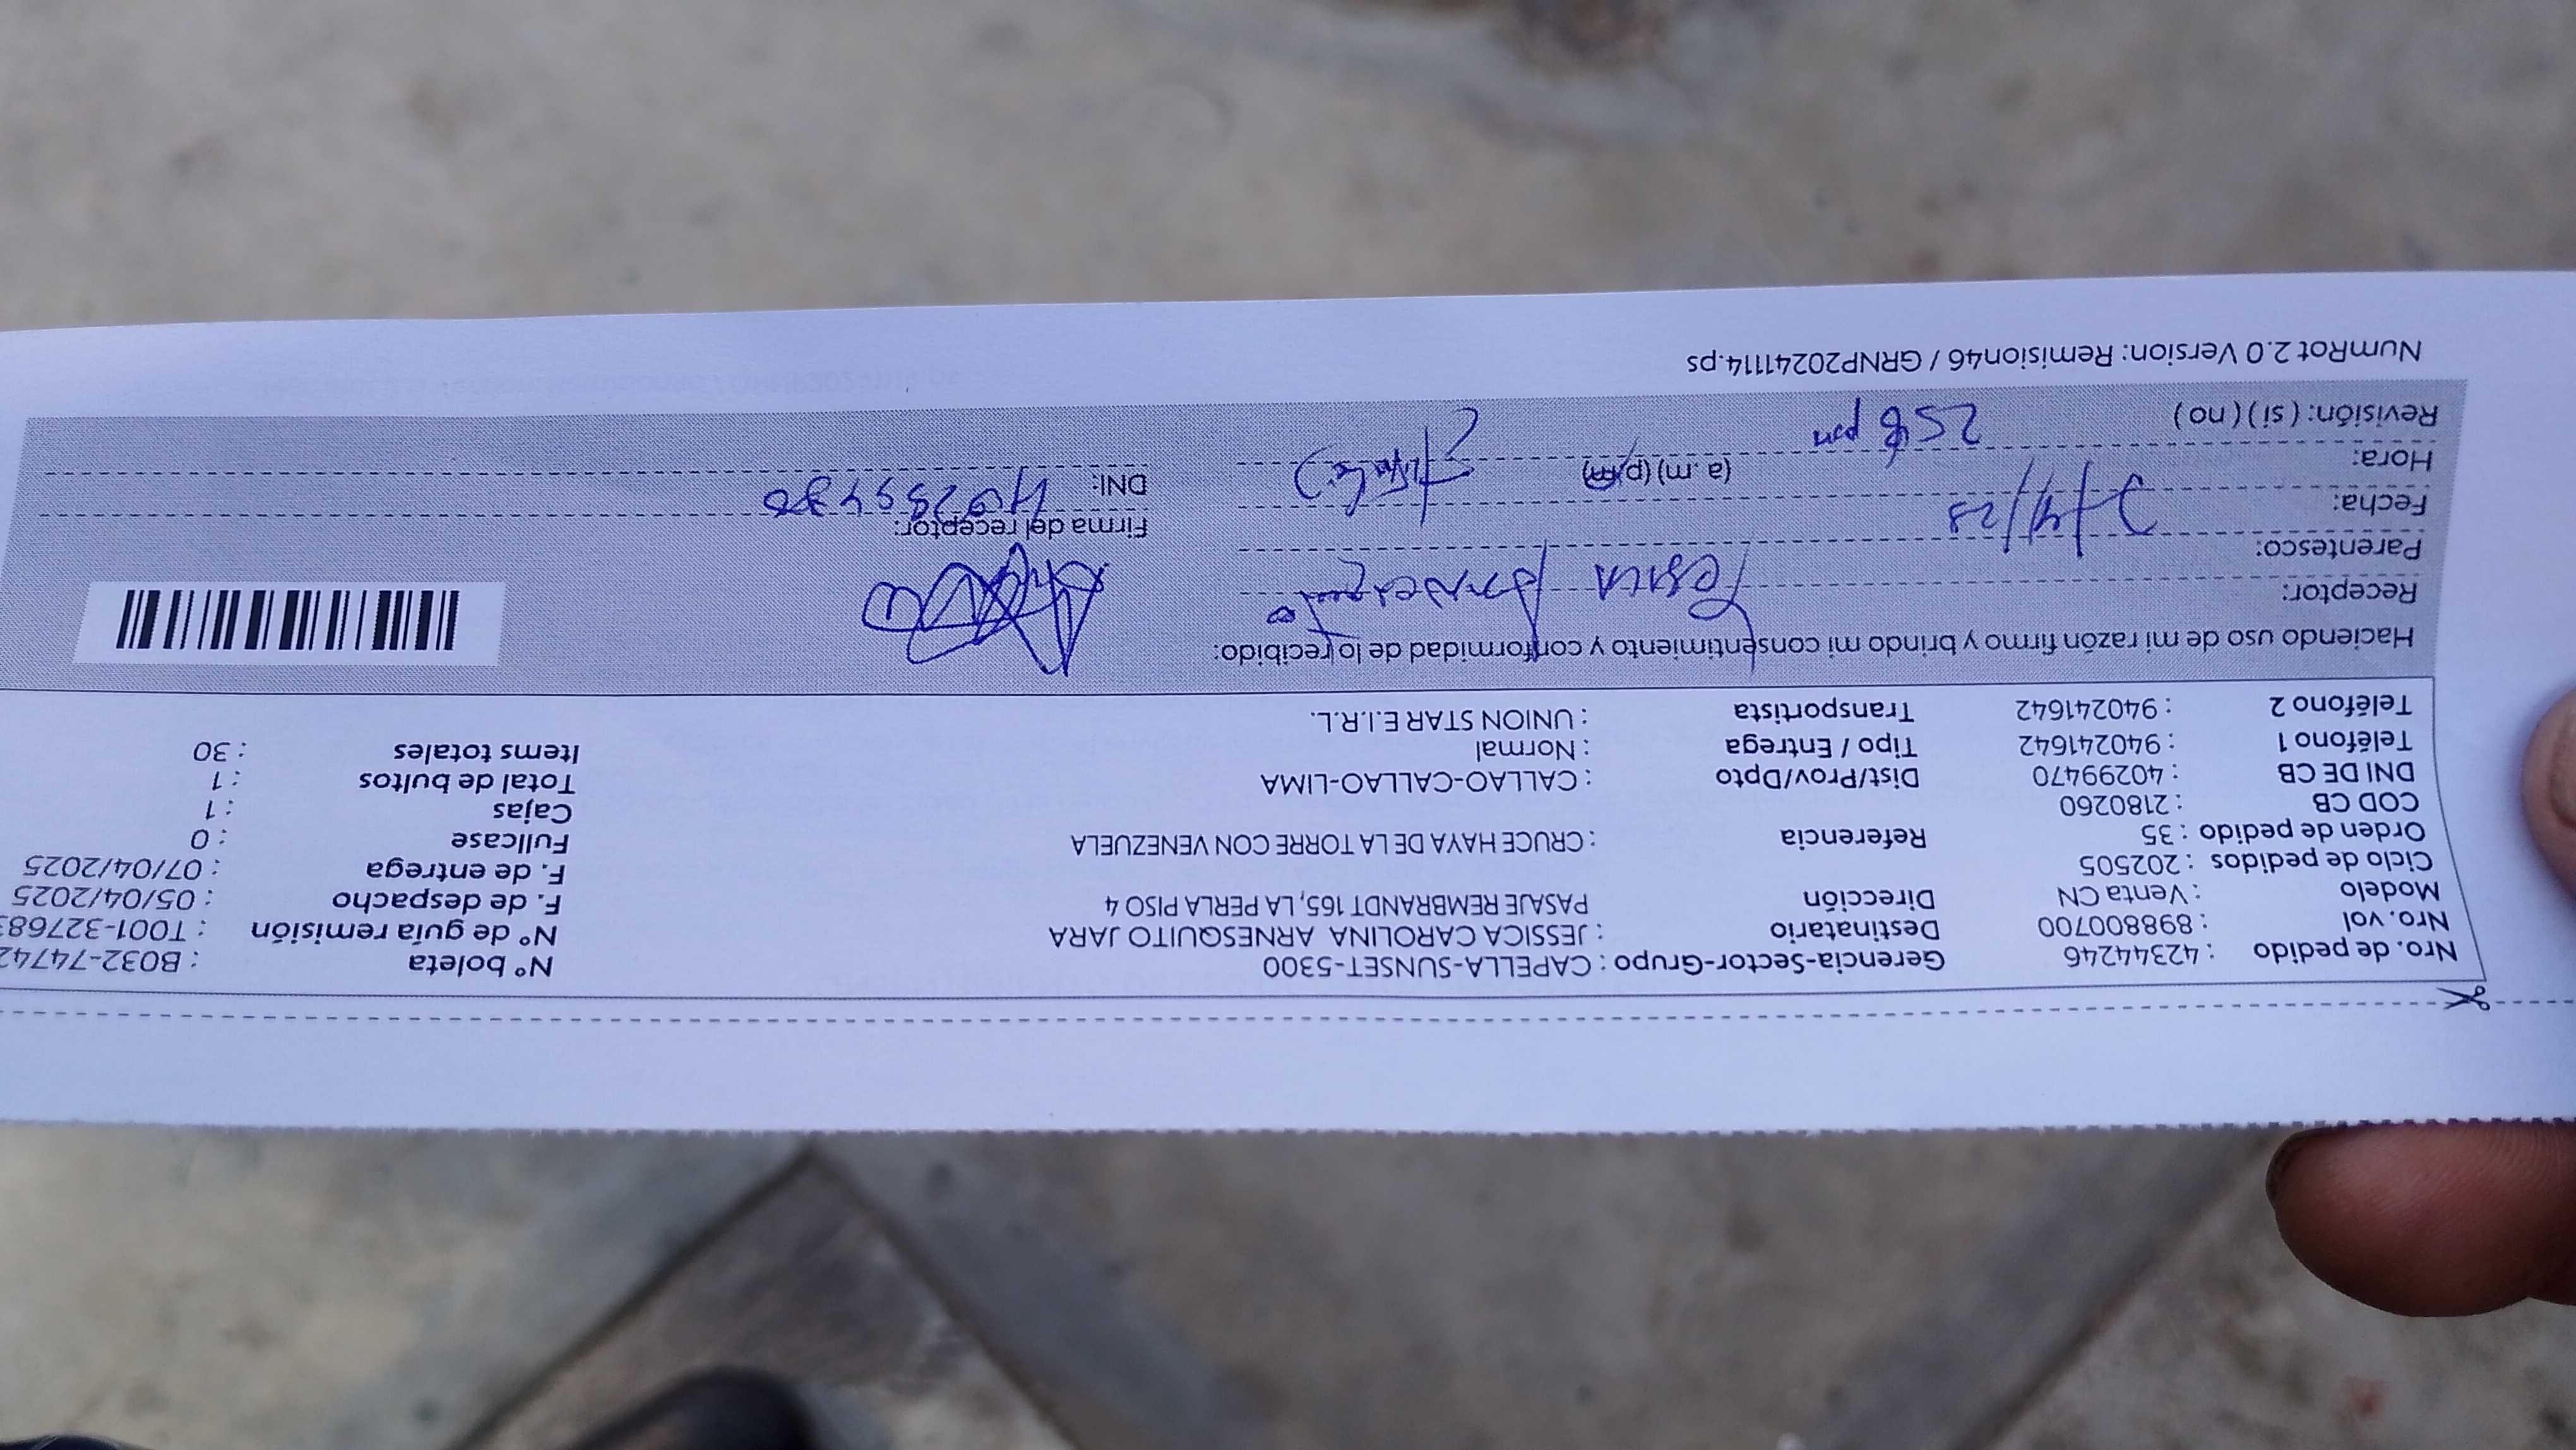 Nro. de pedido : 42344246 Gerencia-Sector-Grupo : CAPELLA-SUNSET-5300 N° boleta : B032-74742
Nro. vol : 898800700 Destinatario : JESSICA CAROLINA ARNESQUITO JARA N° de guía remisión : T001-32768
Modelo : Venta CN Dirección PASAJE REMBRANDT 165, LA PERLA PISO 4 F. de despacho : 05/04/2025
Ciclo de pedidos : 202505 F. de entrega : 07/04/2025
Orden de pedido : 35 Referencia : CRUCE HAYA DE LA TORRE CON VENEZUELA Fullcase : 0
COD CB : 2180260 Cajas : 1
DNI DE CB : 40299470 Dist/Prov/Dpto : CALLAO-CALLAO-LIMA Total de bultos : 1
Teléfono 1 : 940241642 Tipo / Entrega : Normal Items totales : 30
Teléfono 2 : 940241642 Transportista : UNION STAR E.I.R.L.
Haciendo uso de mi razón firmo y brindo mi consentimiento y conformidad de lo recibido:
Receptor:
Parentesco:
Firma del receptor:
Fecha:
DNI:
Hora: (a.m) (p.m)
Revisión: ( si ) ( no ) 258 pm
NumRot 2.0 Version: Remision46 / GRNP20241114.ps